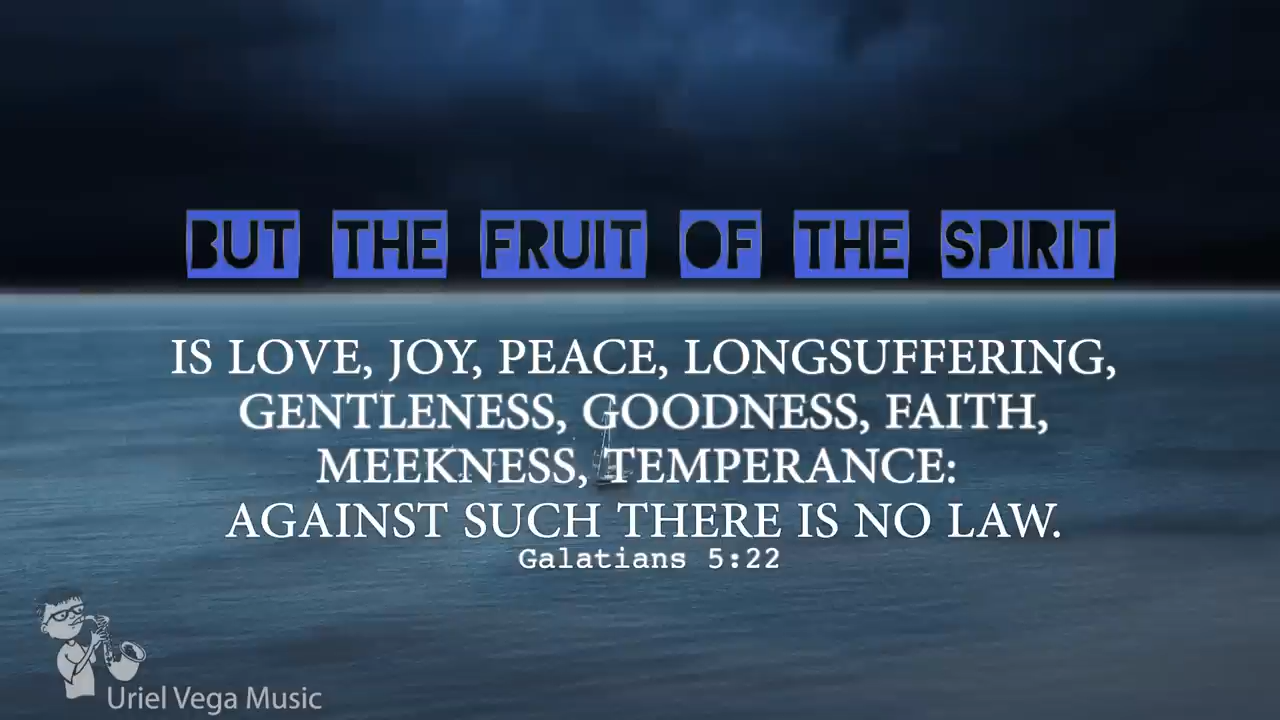 BUT THE FRUIT OF THE SPIRIT
IS LOVE, JOY, PEACE, LONGSUFFERING,
GENTLENESS, GOODNESS, FAITH,
MEEKNESS, TEMPERANCE:
AGAINST SUCH THERE IS NO LAW.
Galatians 5:22
Uriel Vega Music